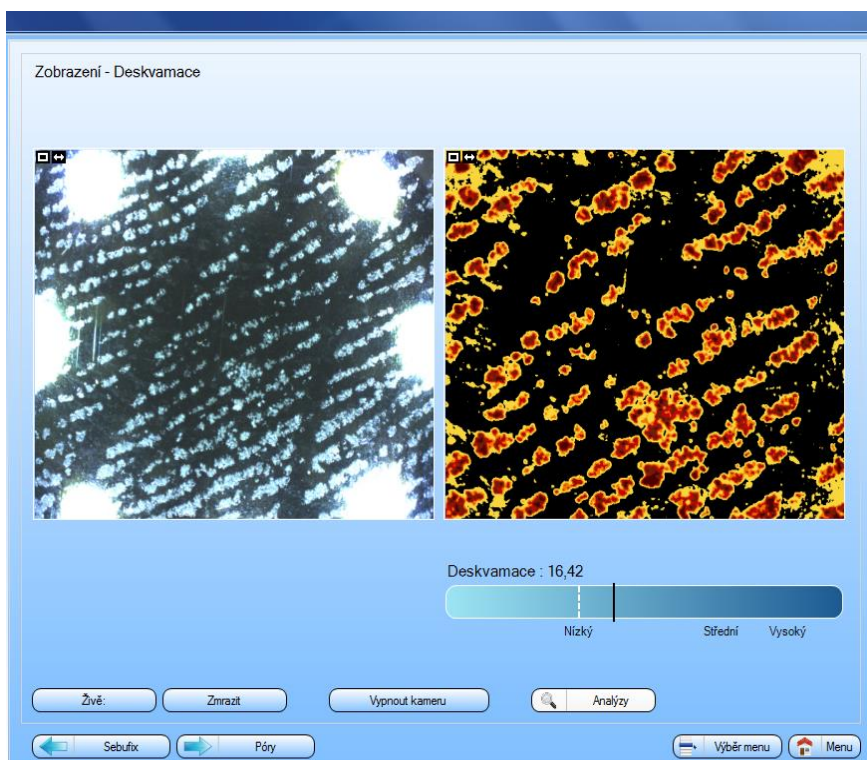 Zobrazení - Deskvamace
Deskvamace : 16,42
Nízký Střední Vysoký
Živě: Zmrazit Vypnout kameru Analýzy
Sebufix Póry Výběr menu Menu